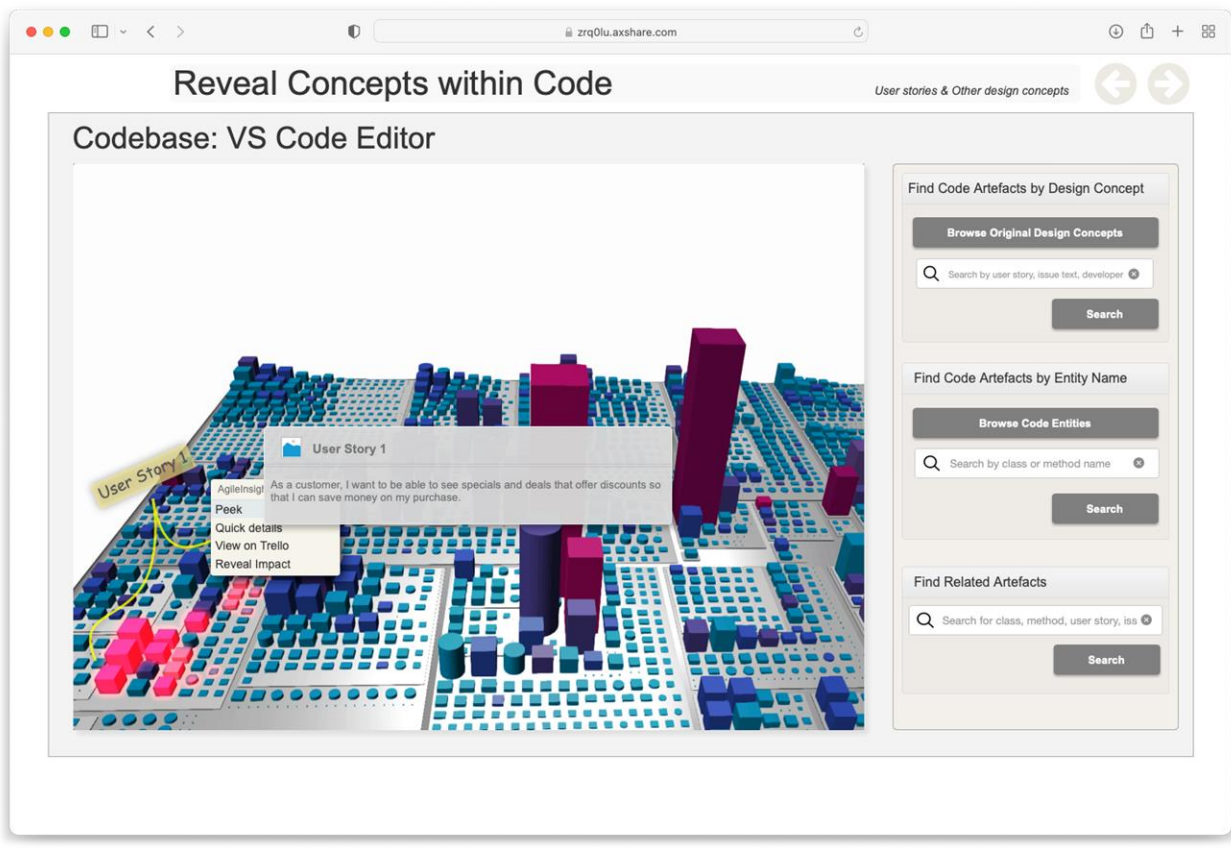 zrq0lu.axshare.com
Reveal Concepts within Code
User stories & Other design concepts
Codebase: VS Code Editor
User Story 1
User Story 1
As a customer, I want to be able to see specials and deals that offer discounts so
that I can save money on my purchase.
AgileInsigh
Peek
Quick details
View on Trello
Reveal Impact
Find Code Artefacts by Design Concept
Browse Original Design Concepts
Search by user story, issue text, developer
Search
Find Code Artefacts by Entity Name
Browse Code Entities
Search by class or method name
Search
Find Related Artefacts
Search for class, method, user story, iss
Search